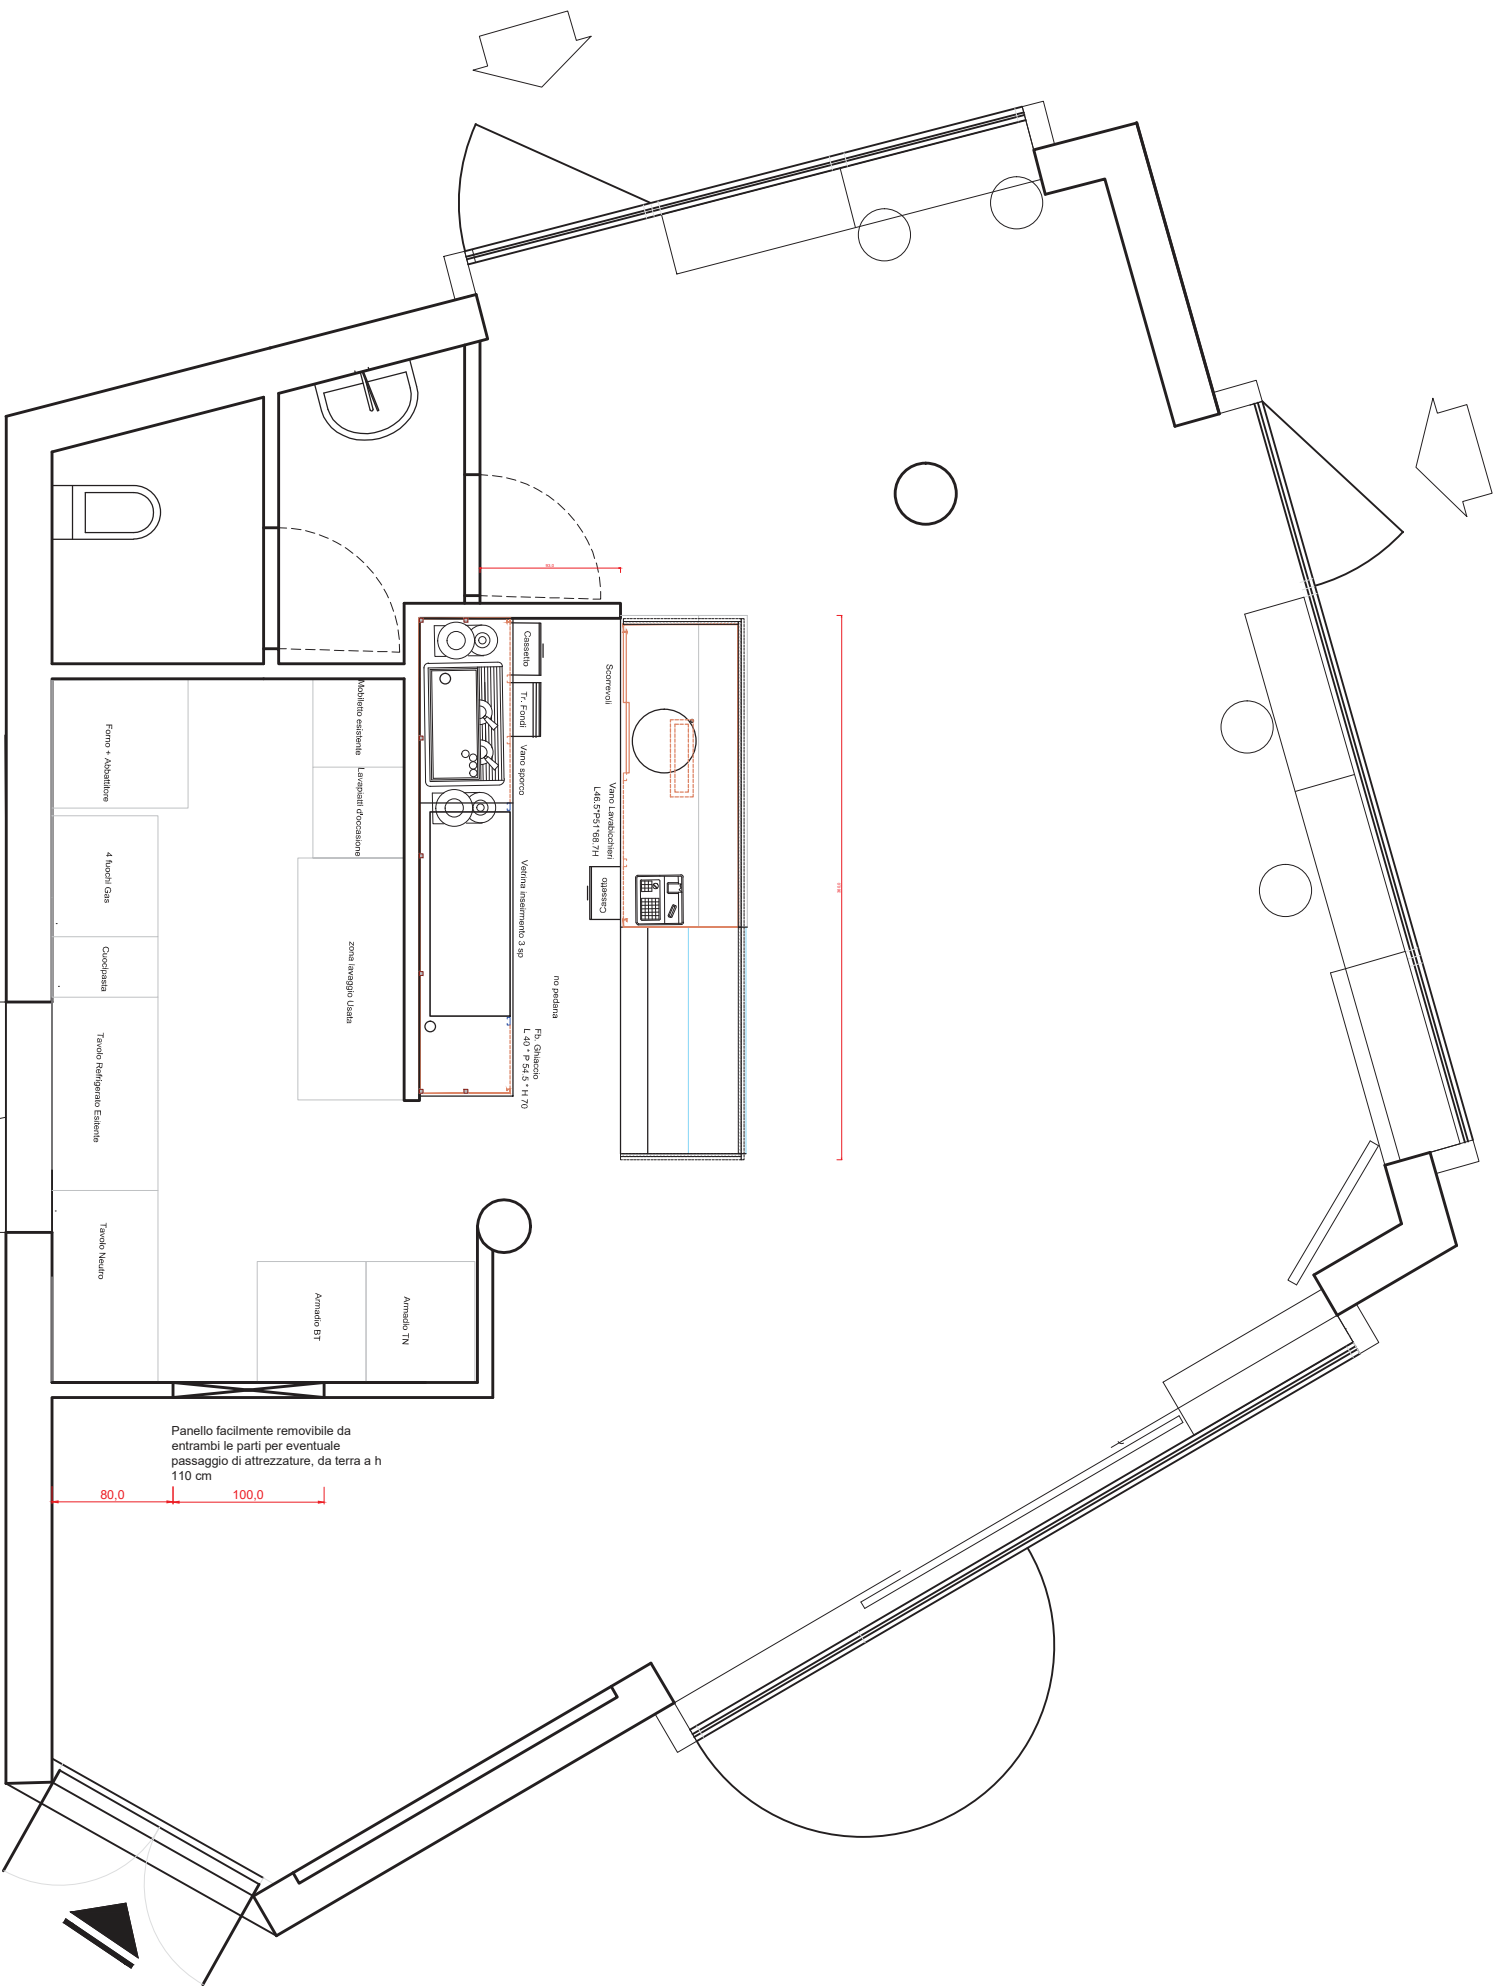 Cassetto
Tr. Fondi
Vano sporco
Vetrina inserimento 3 sp
Fb. Ghiaccio
L 40 * P 54.5 * H 70
no pedana
Scorrevoli
Vano Lavabicchieri
L46.5*P51*68.7H
Cassetto
Mobiletto esistente
Lavapiatti d'occasione
zona lavaggio Usata
Forno + Abbattitore
4 fuochi Gas
Cuocipasta
Tavolo Refrigerato Esitente
Tavolo Neutro
Armadio BT
Armadio TN
Panello facilmente removibile da
entrambi le parti per eventuale
passaggio di attrezzature, da terra a h
110 cm
80,0
100,0